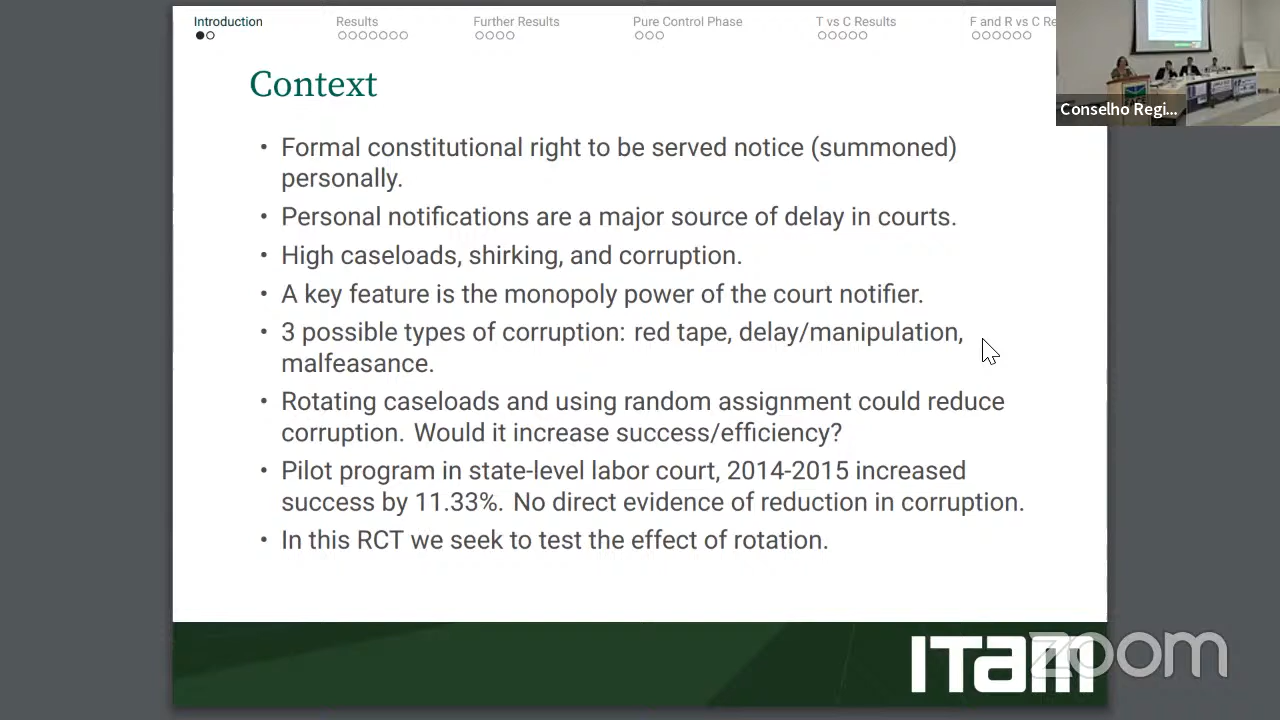 Introduction
Results
Further Results
Pure Control Phase
T vs C Results
F and R vs C Re
Conselho Regi...
Context
• Formal constitutional right to be served notice (summoned)
personally.
• Personal notifications are a major source of delay in courts.
• High caseloads, shirking, and corruption.
• A key feature is the monopoly power of the court notifier.
• 3 possible types of corruption: red tape, delay/manipulation,
malfeasance.
• Rotating caseloads and using random assignment could reduce
corruption. Would it increase success/efficiency?
• Pilot program in state-level labor court, 2014-2015 increased
success by 11.33%. No direct evidence of reduction in corruption.
• In this RCT we seek to test the effect of rotation.
ITAM
zoom